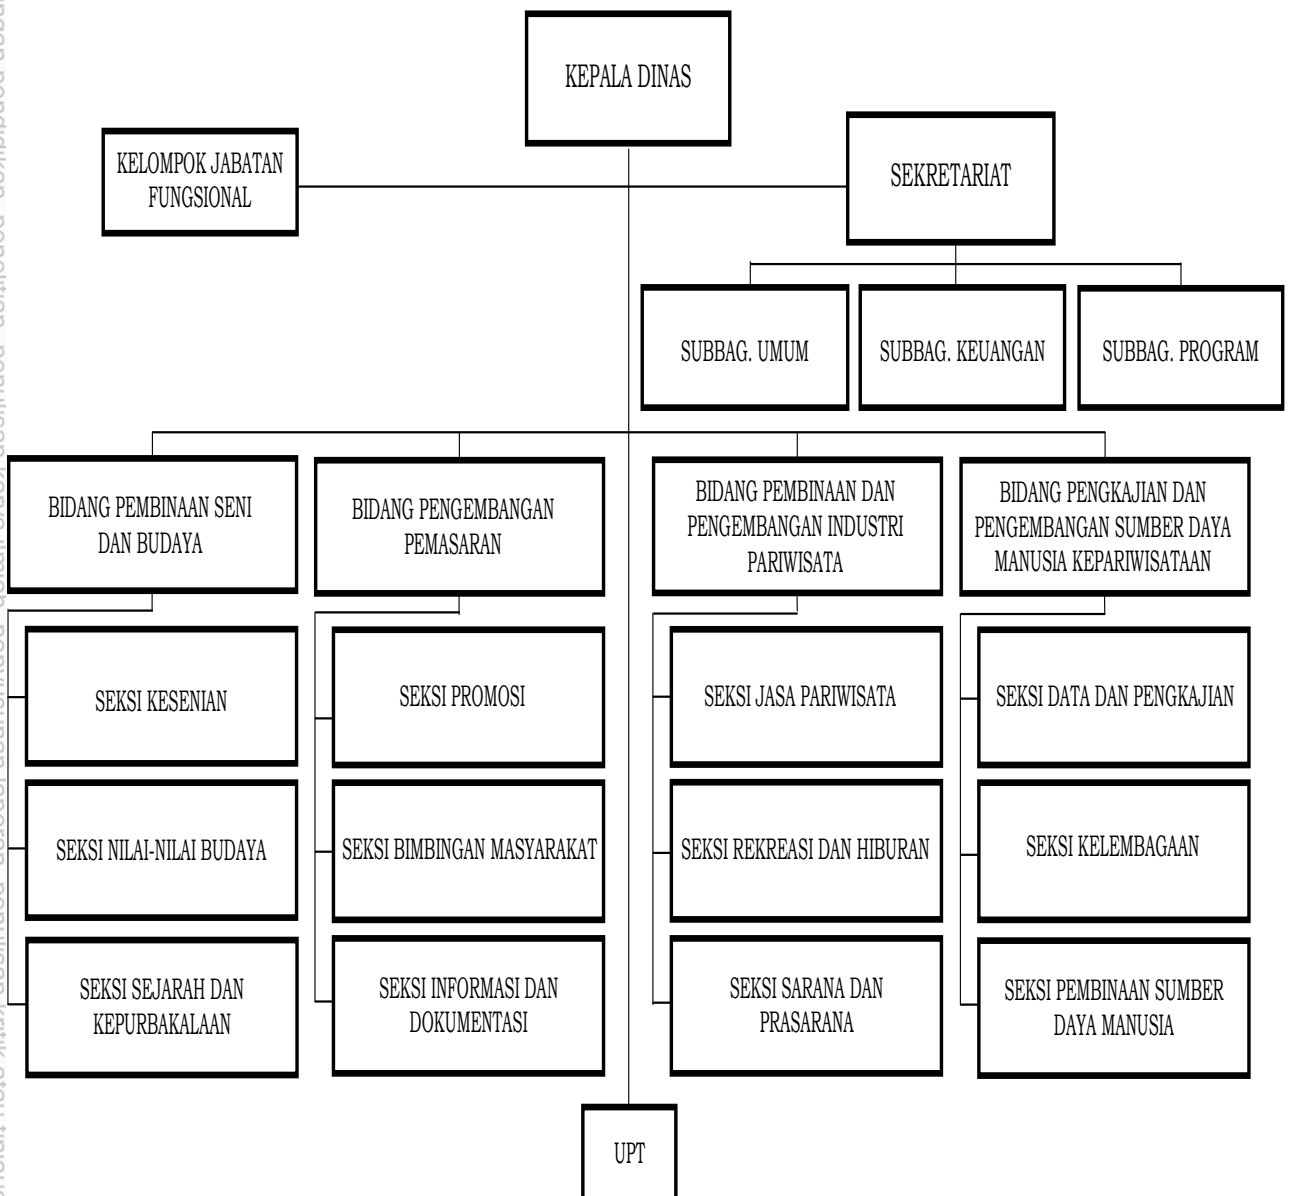 KEPALA DINAS
KELOMPOK JABATAN
FUNGSIONAL
SEKRETARIAT
SUBBAG. UMUM
SUBBAG. KEUANGAN
SUBBAG. PROGRAM
BIDANG PEMBINAAN SENI
DAN BUDAYA
BIDANG PENGEMBANGAN
PEMASARAN
BIDANG PEMBINAAN DAN
PENGEMBANGAN INDUSTRI
PARIWISATA
BIDANG PENGKAJIAN DAN
PENGEMBANGAN SUMBER DAYA
MANUSIA KEPARIWISATAAN
SEKSI KESENIAN
SEKSI PROMOSI
SEKSI JASA PARIWISATA
SEKSI DATA DAN PENGKAJIAN
SEKSI NILAI-NILAI BUDAYA
SEKSI BIMBINGAN MASYARAKAT
SEKSI REKREASI DAN HIBURAN
SEKSI KELEMBAGAAN
SEKSI SEJARAH DAN
KEPURBAKALAAN
SEKSI INFORMASI DAN
DOKUMENTASI
SEKSI SARANA DAN
PRASARANA
SEKSI PEMBINAAN SUMBER
DAYA MANUSIA
UPT